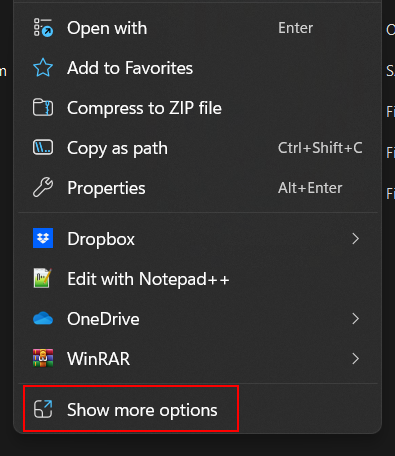 Open with Enter
Add to Favorites
Compress to ZIP file
Copy as path Ctrl+Shift+C
Properties Alt+Enter
Dropbox
Edit with Notepad++
OneDrive
WinRAR
Show more options